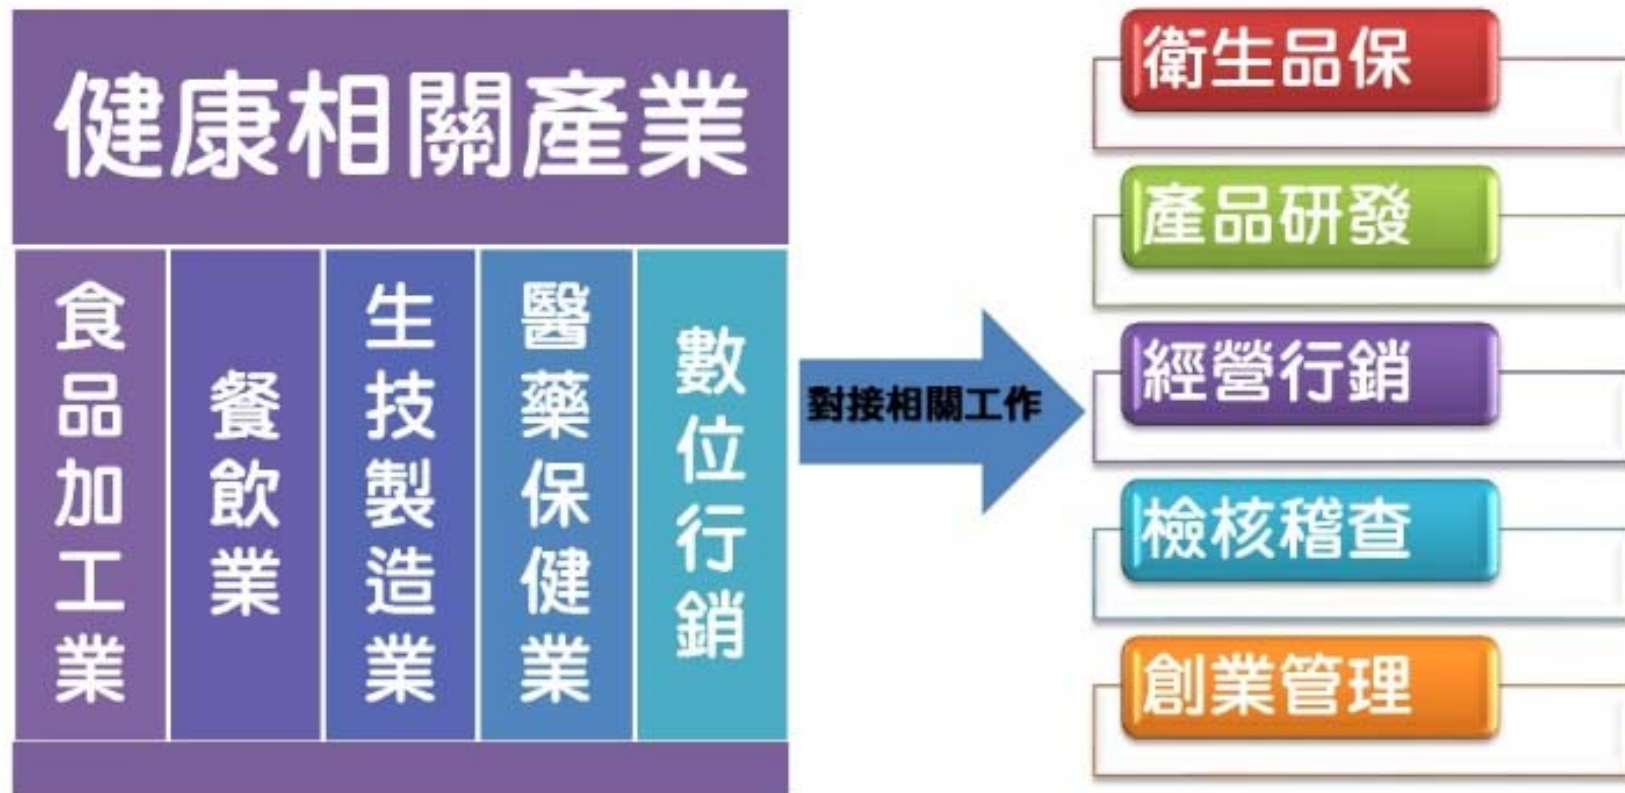 健康相關產業
食品加工業
餐飲業
生技製造業
醫藥保健業
數位行銷
對接相關工作
衛生品保
產品研發
經營行銷
檢核稽查
創業管理